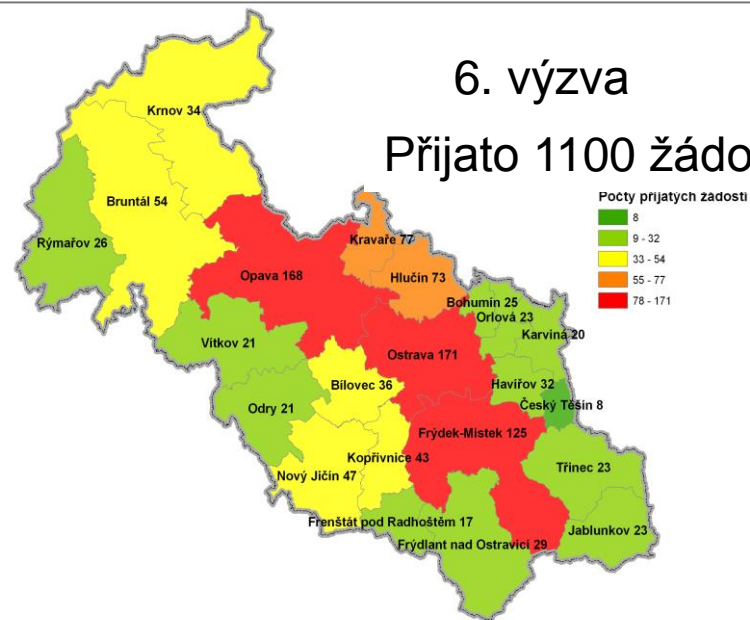 6. výzva
Přijato 1100 žádo
Počty přijatých žádostí
8
9 - 32
33 - 54
55 - 77
78 - 171
Krnov 34
Bruntál 54
Rýmařov 26
Kravaře 77
Opava 168
Hlučín 73
Bohumín 25
Orlová 23
Karviná 20
Vítkov 21
Ostrava 171
Bílovec 36
Havířov 32
Český Těšín 8
Odry 21
Frýdek-Místek 125
Kopřivnice 43
Třinec 23
Nový Jičín 47
Frenštát pod Radhoštěm 17
Jablunkov 23
Frýdlant nad Ostravicí 29